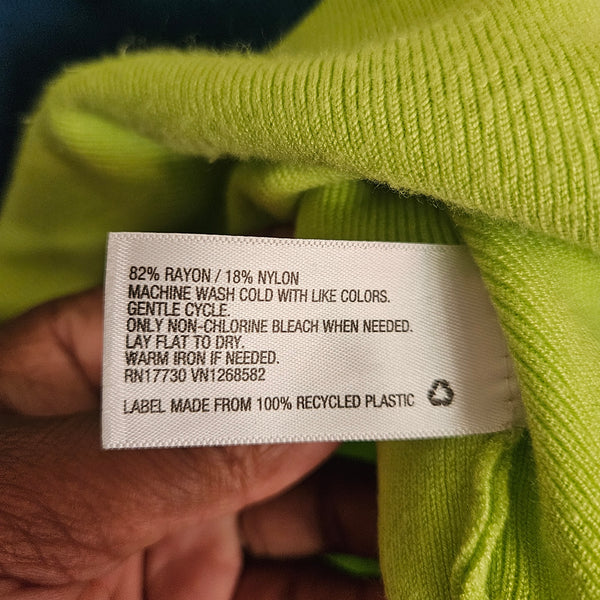 82% RAYON / 18% NYLON
MACHINE WASH COLD WITH LIKE COLORS.
GENTLE CYCLE.
ONLY NON-CHLORINE BLEACH WHEN NEEDED.
LAY FLAT TO DRY.
WARM IRON IF NEEDED.
RN17730 VN1268582
LABEL MADE FROM 100% RECYCLED PLASTIC